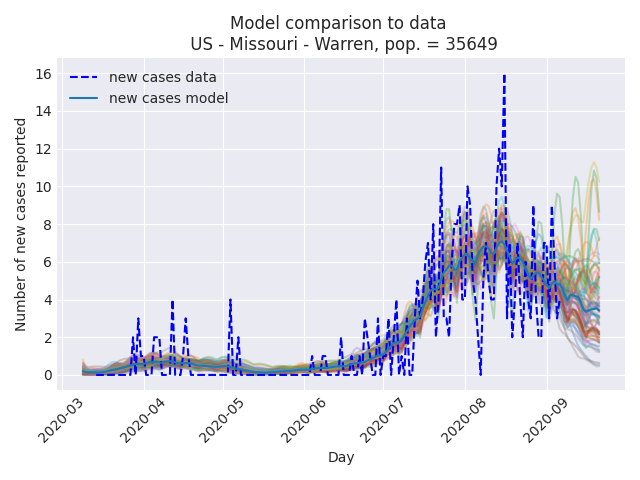 Model comparison to data
US - Missouri - Warren, pop. = 35649
new cases data
new cases model
Number of new cases reported
16
14
12
10
8
6
4
2
0
2020-03
2020-04
2020-05
2020-06
2020-07
2020-08
2020-09
Day